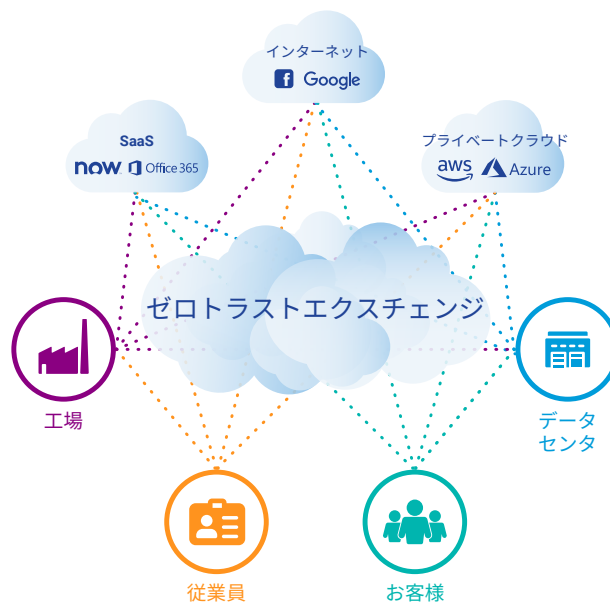 インターネット
f Google
SaaS
now Office 365
プライベートクラウド
aws Azure
ゼロトラストエクスチェンジ
工場
データ
センタ
従業員
お客様